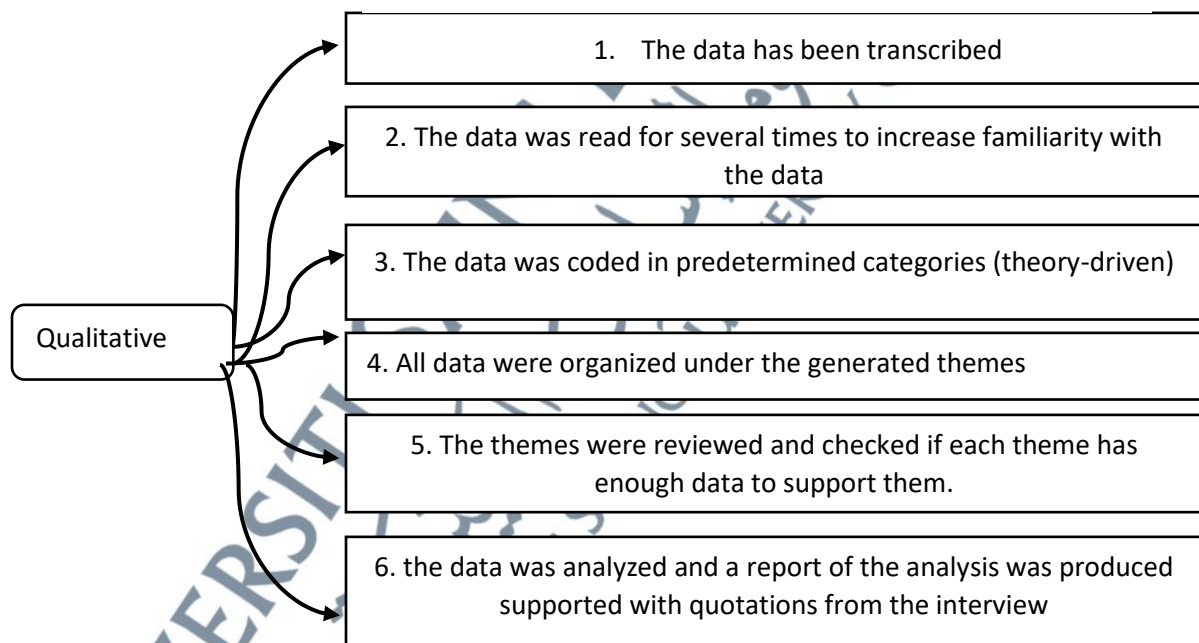 1. The data has been transcribed
2. The data was read for several times to increase familiarity with
the data
3. The data was coded in predetermined categories (theory-driven)
Qualitative
4. All data were organized under the generated themes
5. The themes were reviewed and checked if each theme has
enough data to support them.
6. the data was analyzed and a report of the analysis was produced
supported with quotations from the interview